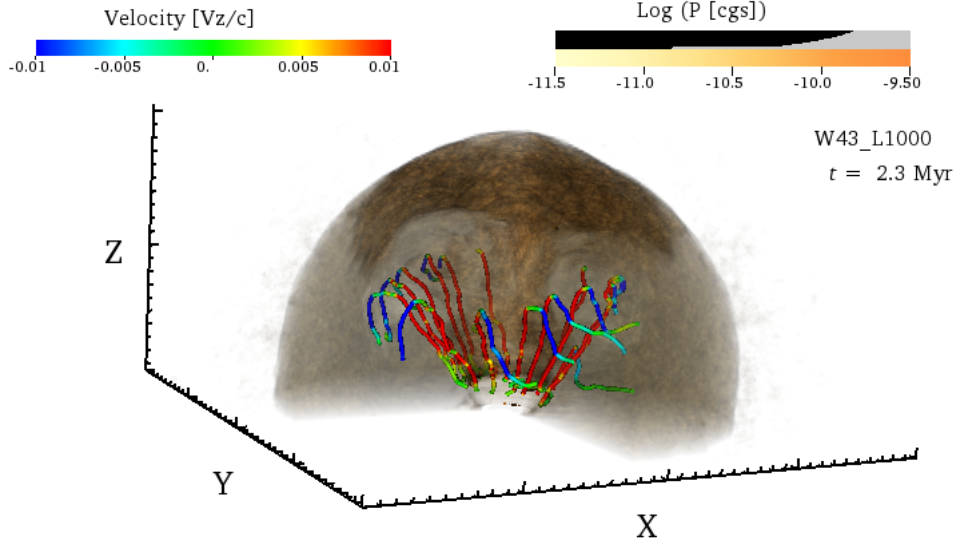 Velocity [Vz/c]
-0.01 -0.005 0. 0.005 0.01
Log (P [cgs])
-11.5 -11.0 -10.5 -10.0 -9.50
W43_L1000
t = 2.3 Myr
Z
Y
X